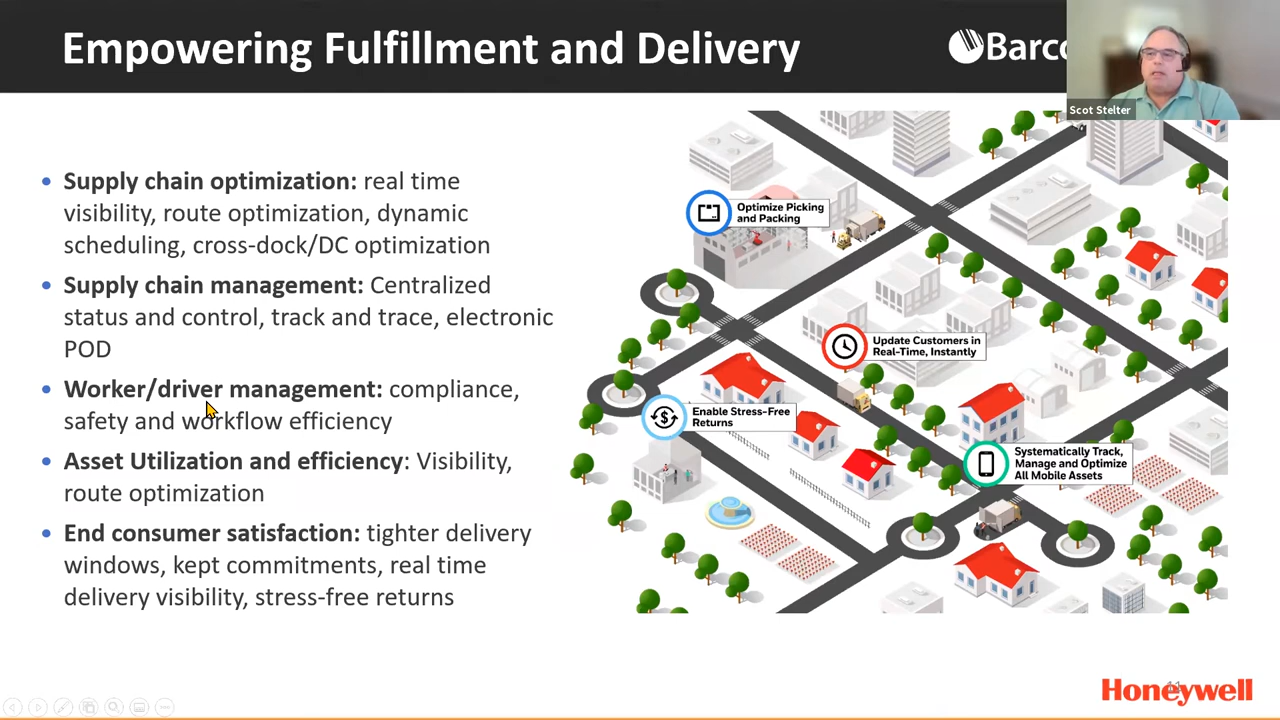 Empowering Fulfillment and Delivery
Barco
Scot Stelter
• Supply chain optimization: real time
visibility, route optimization, dynamic
scheduling, cross-dock/DC optimization
• Supply chain management: Centralized
status and control, track and trace, electronic
POD
• Worker/driver management: compliance,
safety and workflow efficiency
• Asset Utilization and efficiency: Visibility,
route optimization
• End consumer satisfaction: tighter delivery
windows, kept commitments, real time
delivery visibility, stress-free returns
Optimize Picking
and Packing
Update Customers in
Real-Time, Instantly
Enable Stress-Free
Returns
Systematically Track,
Manage and Optimize
All Mobile Assets
Honeywell